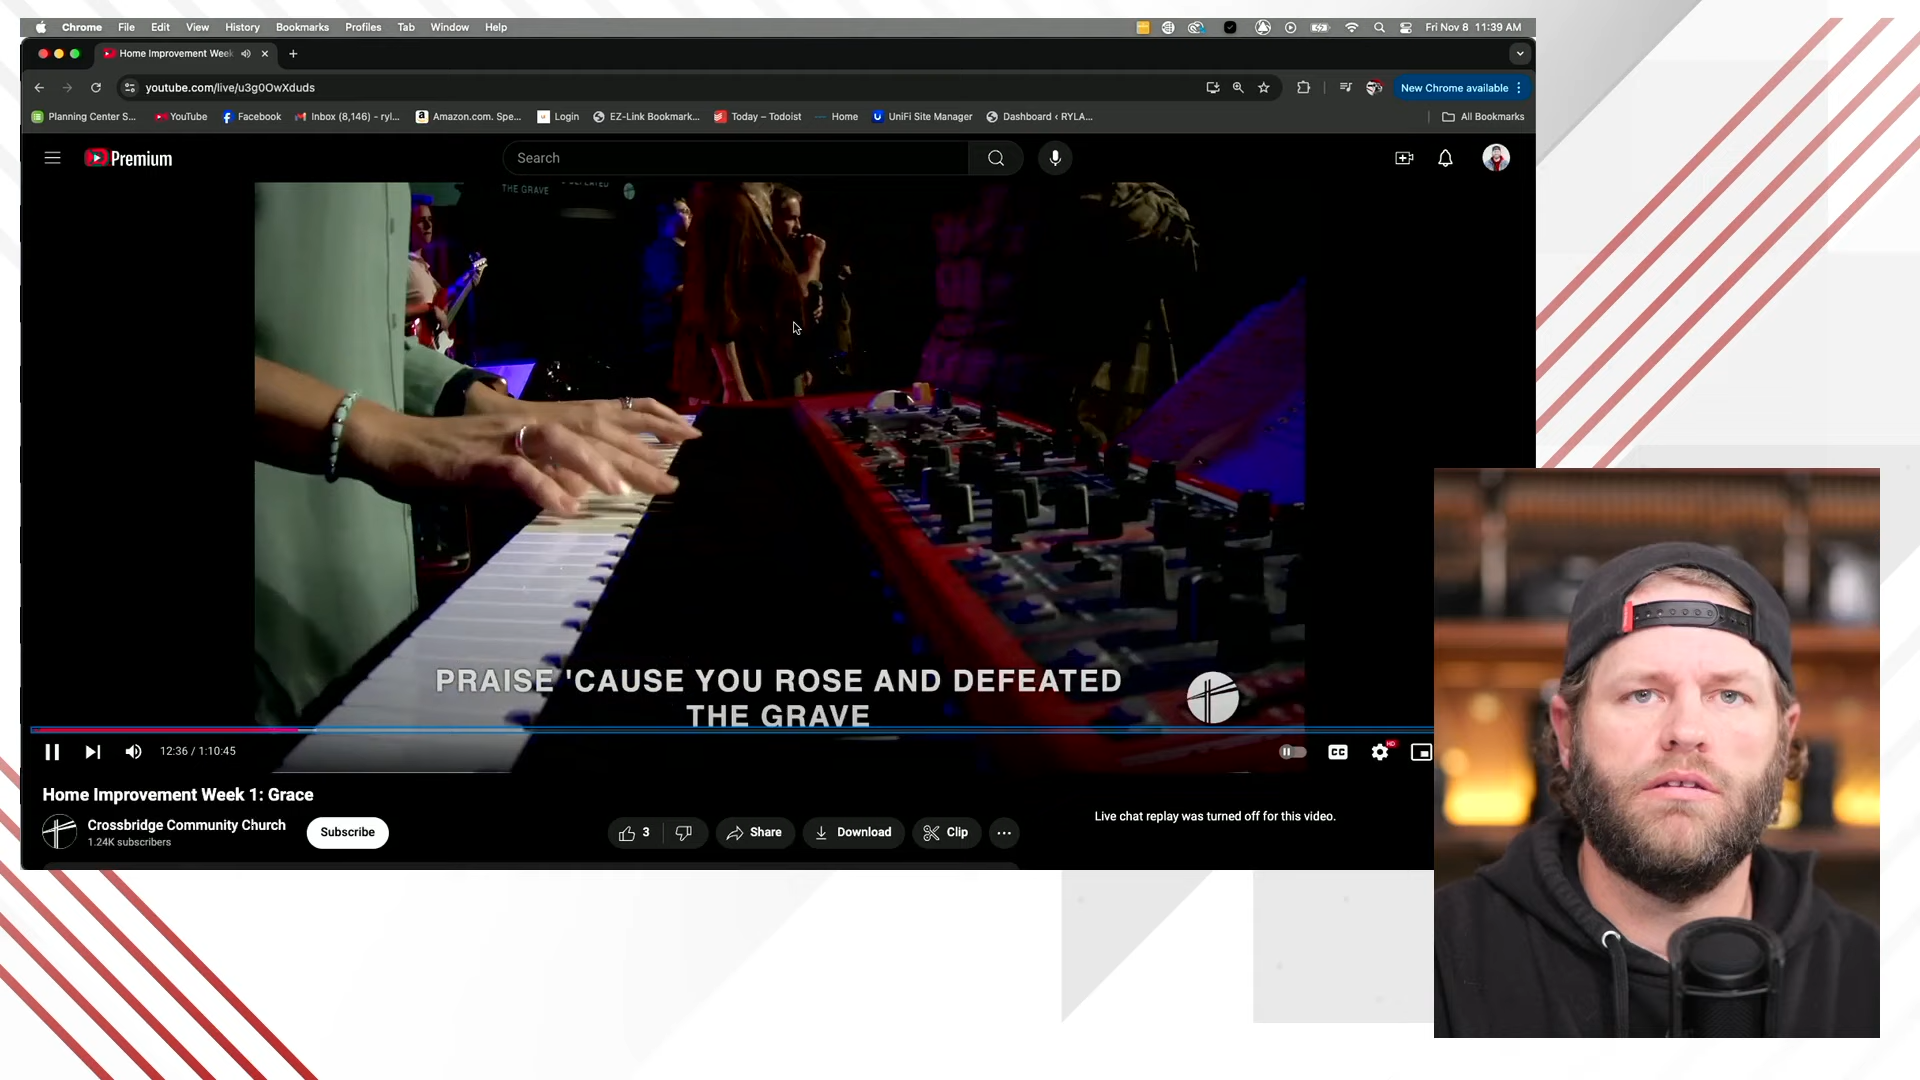 Chrome File Edit View History Bookmarks Profiles Tab Window Help
Fri Nov 8 11:39 AM
Home Improvement Week
youtube.com/live/u3g0OwXduds
New Chrome available
Planning Center S... YouTube Facebook Inbox (8,146) - ryl... Amazon.com. Spe... Login EZ-Link Bookmark... Today – Todoist Home UniFi Site Manager Dashboard ‹ RYLA... All Bookmarks
Premium
Search
THE GRAVE
PRAISE 'CAUSE YOU ROSE AND DEFEATED
THE GRAVE
12:36 / 1:10:45
CC
HD
Home Improvement Week 1: Grace
Crossbridge Community Church
1.24K subscribers
Subscribe
3
Share
Download
Clip
Live chat replay was turned off for this video.